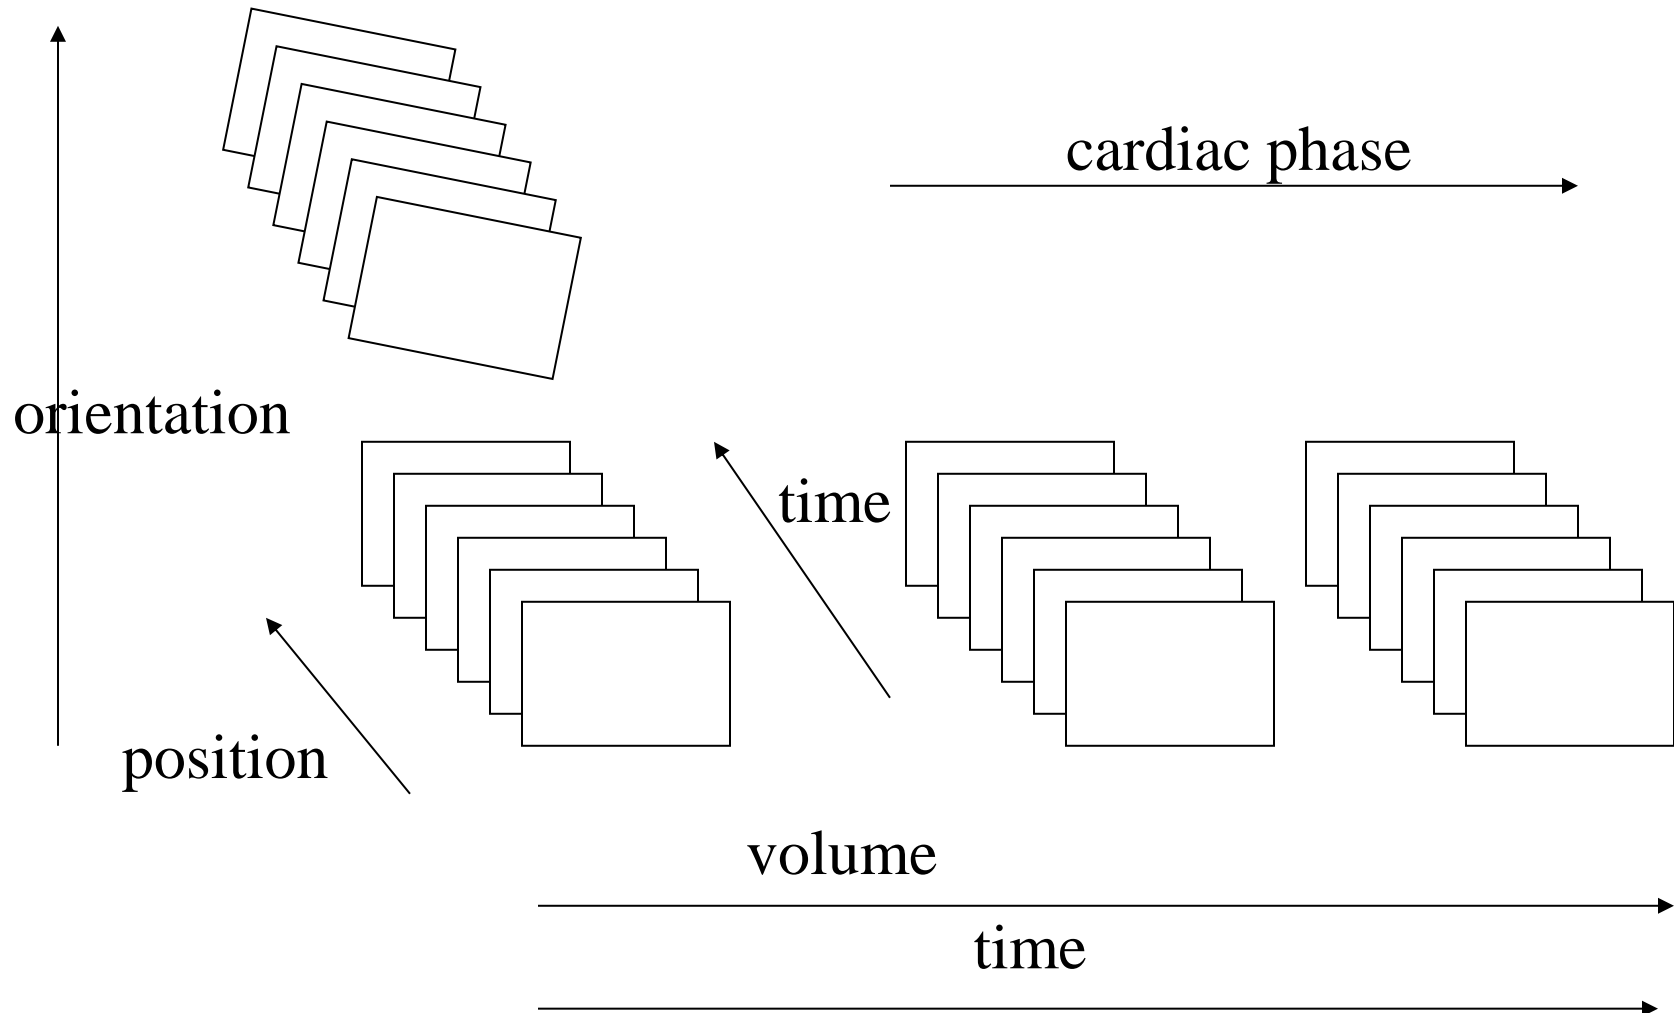 cardiac phase
orientation
time
position
volume
time